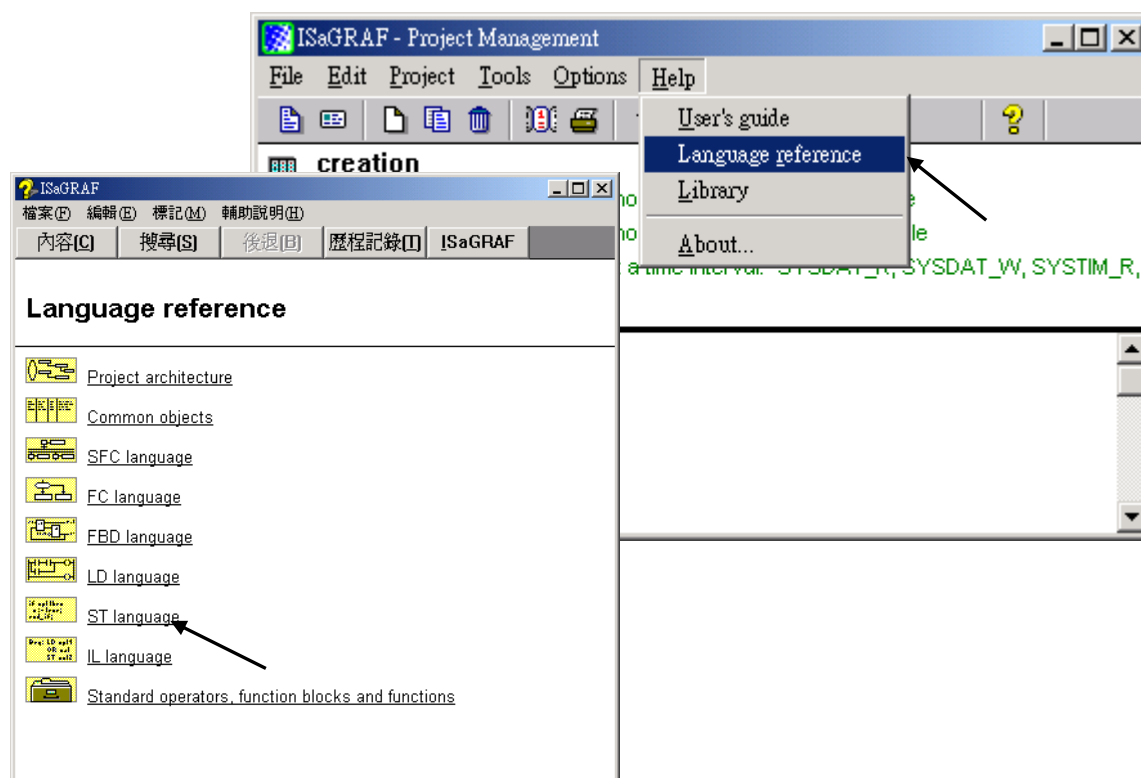 ISaGRAF - Project Management
File Edit Project Tools Options Help
User's guide
Language reference
Library
About...
creation
SYSDAT_W, SYSTIM_R,
ISaGRAF
檔案(F) 編輯(E) 標記(M) 輔助說明(H)
內容(C) 搜尋(S) 後退(B) 歷程記錄(T) ISaGRAF
Language reference
Project architecture
Common objects
SFC language
FC language
FBD language
LD language
ST language
IL language
Standard operators, function blocks and functions